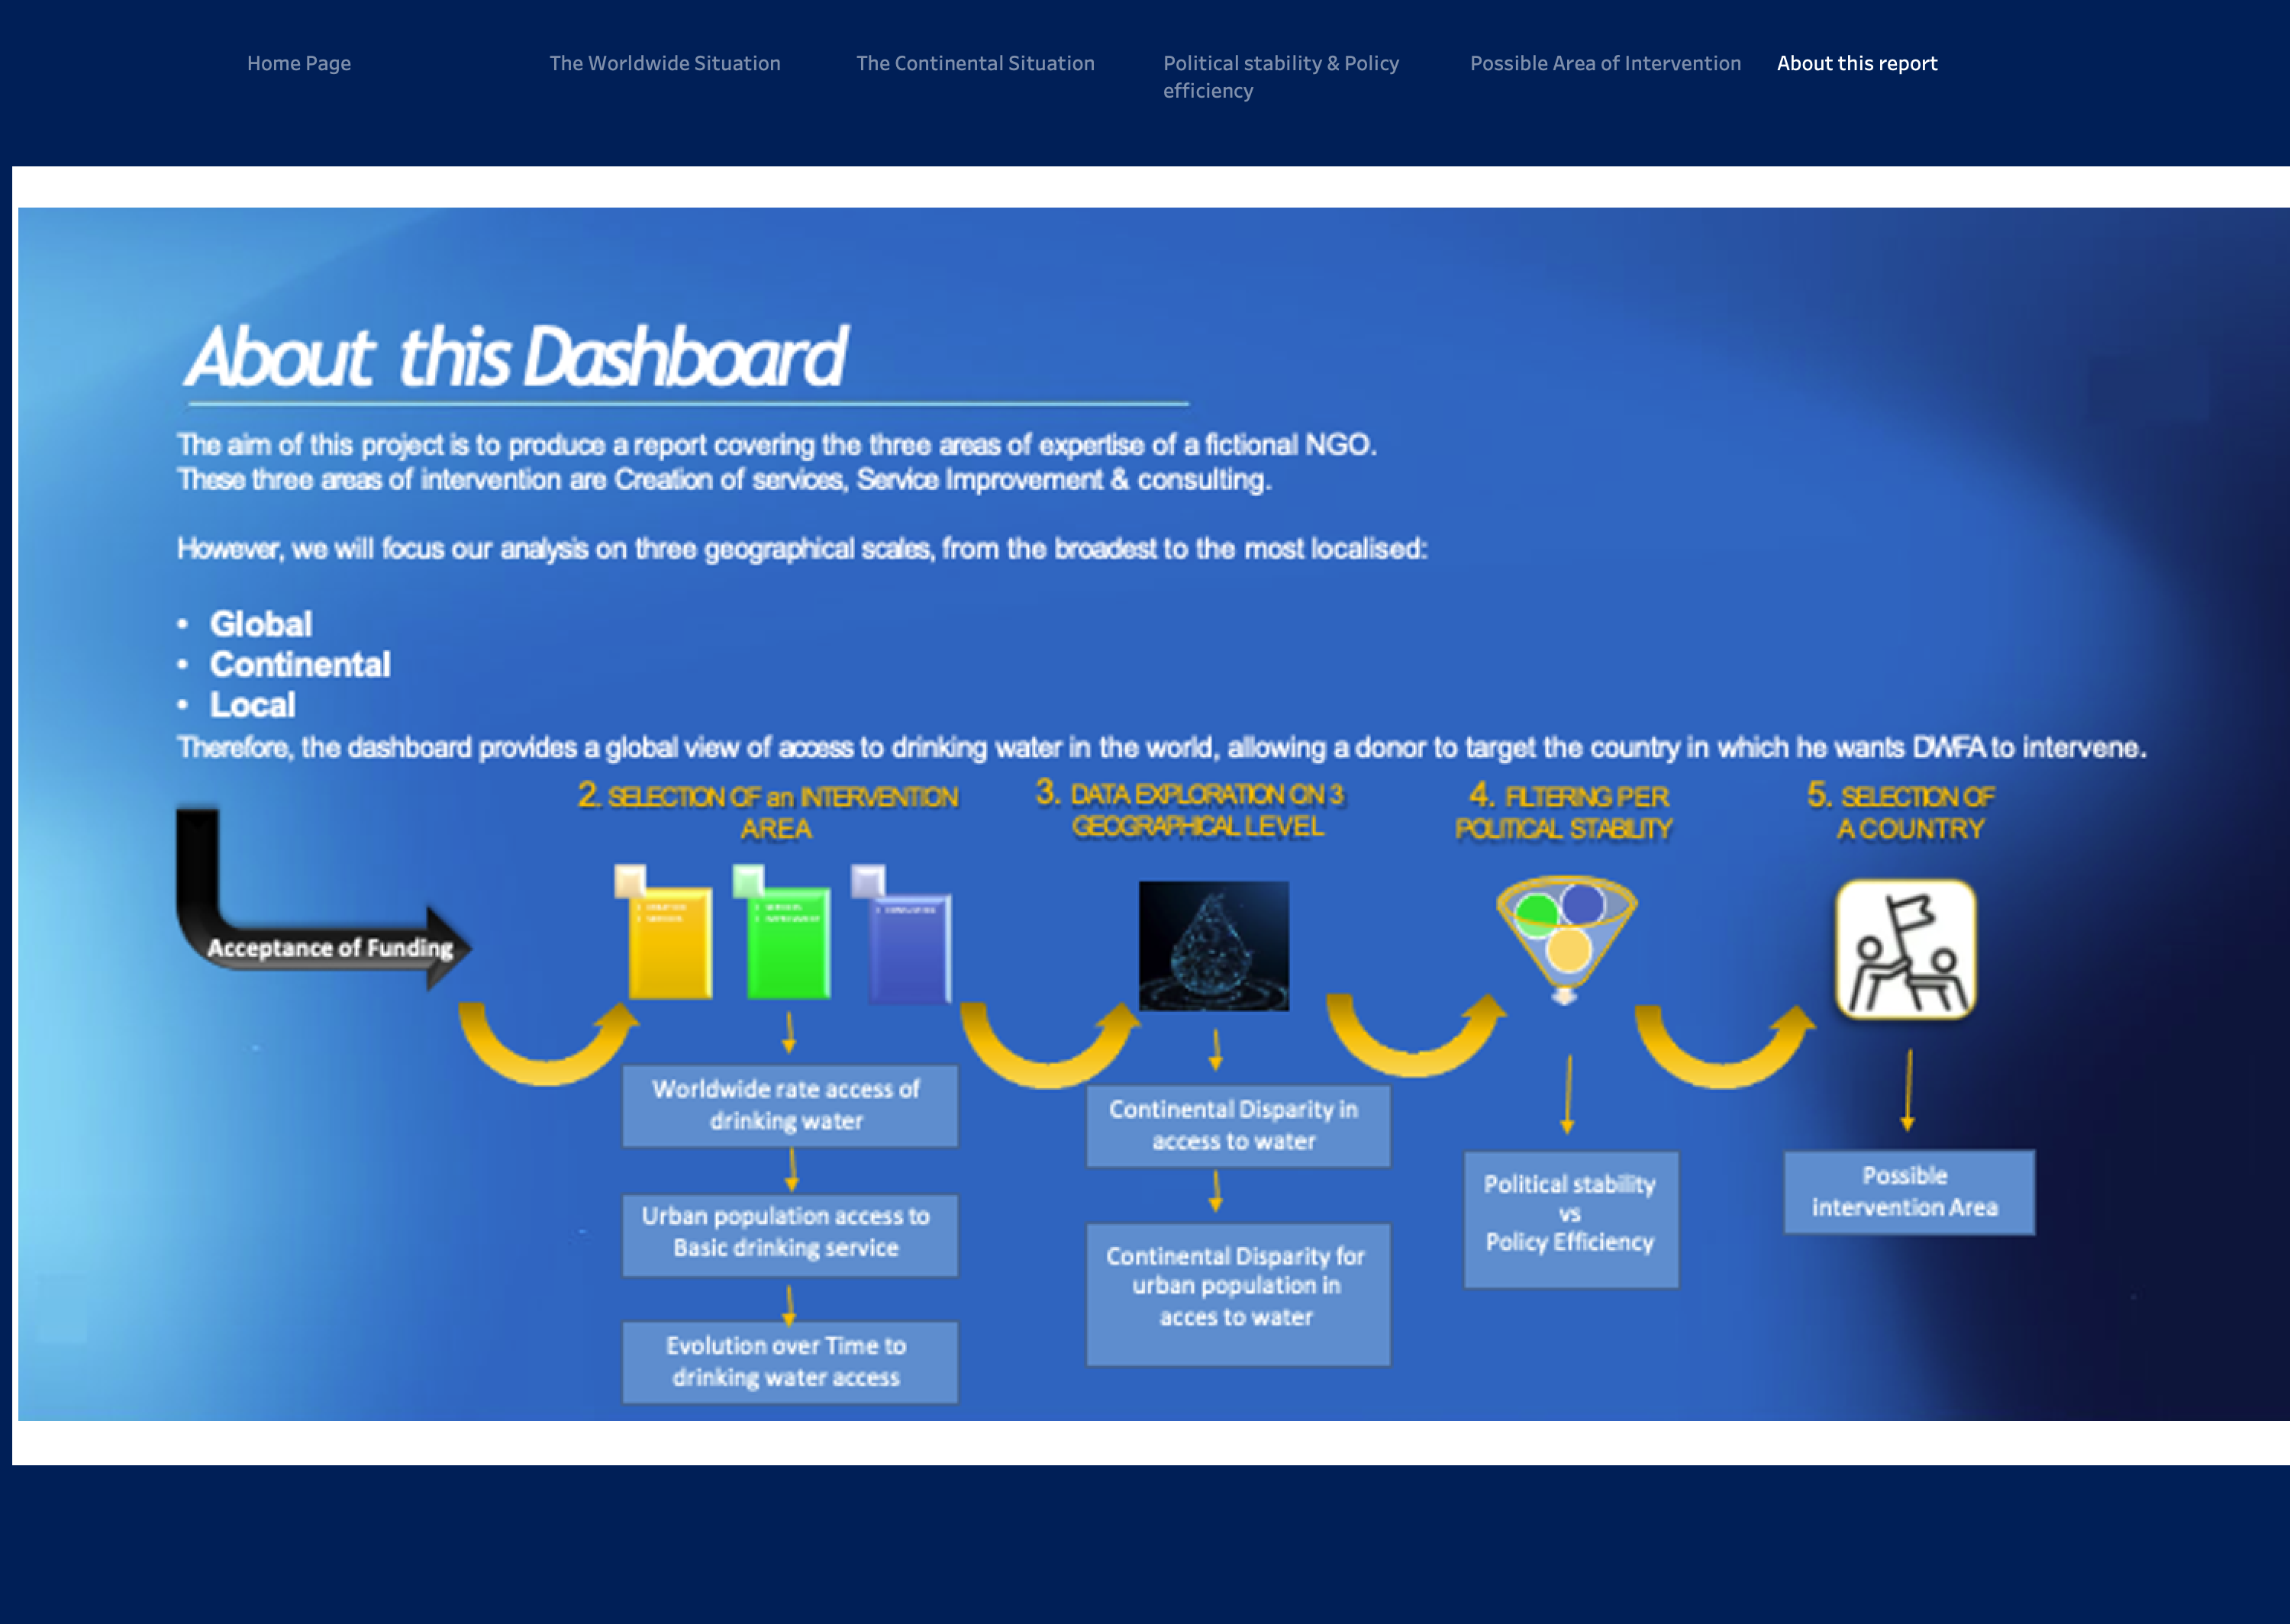 Home Page
The Worldwide Situation
The Continental Situation
Political stability & Policy
efficiency
Possible Area of Intervention
About this report
About this Dashboard
The aim of this project is to produce a report covering the three areas of expertise of a fictional NGO.
These three areas of intervention are Creation of services, Service Improvement & consulting.
However, we will focus our analysis on three geographical scales, from the broadest to the most localised:
• Global
• Continental
• Local
Therefore, the dashboard provides a global view of access to drinking water in the world, allowing a donor to target the country in which he wants DWFA to intervene.
Acceptance of Funding
2. SELECTION OF an INTERVENTION
AREA
Worldwide rate access of
drinking water
Urban population access to
Basic drinking service
Evolution over Time to
drinking water access
3. DATA EXPLORATION ON 3
GEOGRAPHICAL LEVEL
Continental Disparity in
access to water
Continental Disparity for
urban population in
acces to water
4. FILTERING PER
POLITICAL STABILITY
Political stability
vs
Policy Efficiency
5. SELECTION OF
A COUNTRY
Possible
intervention Area